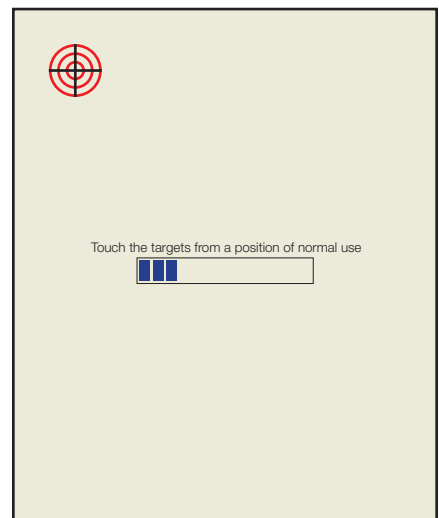 Touch the targets from a position of normal use